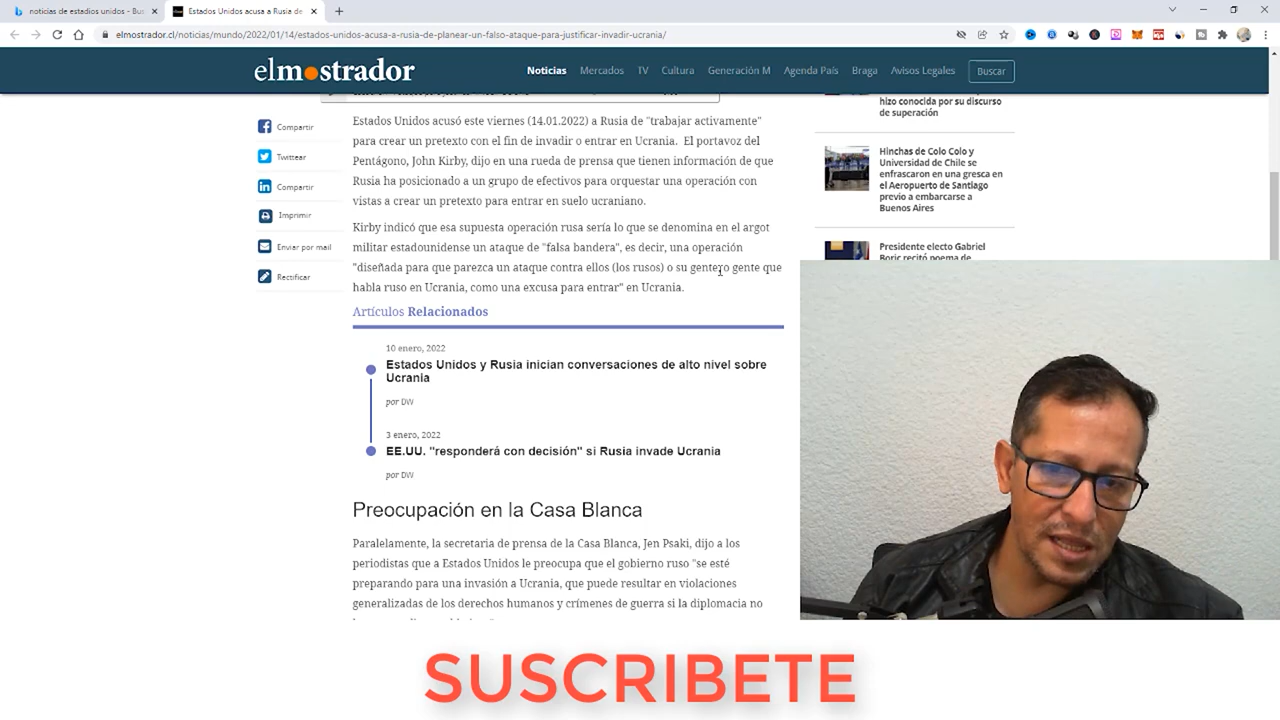 noticias de estadios unidos - Bus
Estados Unidos acusa a Rusia de
elmostrador.cl/noticias/mundo/2022/01/14/estados-unidos-acusa-a-rusia-de-planear-un-falso-ataque-para-justificar-invadir-ucrania/
elmostrador
Noticias Mercados TV Cultura Generación M Agenda País Braga Avisos Legales Buscar
Compartir
Twittear
Compartir
Imprimir
Enviar por mail
Rectificar
Estados Unidos acusó este viernes (14.01.2022) a Rusia de "trabajar activamente"
para crear un pretexto con el fin de invadir o entrar en Ucrania. El portavoz del
Pentágono, John Kirby, dijo en una rueda de prensa que tienen información de que
Rusia ha posicionado a un grupo de efectivos para orquestar una operación con
vistas a crear un pretexto para entrar en suelo ucraniano.
Kirby indicó que esa supuesta operación rusa sería lo que se denomina en el argot
militar estadounidense un ataque de "falsa bandera", es decir, una operación
"diseñada para que parezca un ataque contra ellos (los rusos) o su gente o gente que
habla ruso en Ucrania, como una excusa para entrar" en Ucrania.
Artículos Relacionados
10 enero, 2022
Estados Unidos y Rusia inician conversaciones de alto nivel sobre
Ucrania
por DW
3 enero, 2022
EE.UU. "responderá con decisión" si Rusia invade Ucrania
por DW
Preocupación en la Casa Blanca
Paralelamente, la secretaria de prensa de la Casa Blanca, Jen Psaki, dijo a los
periodistas que a Estados Unidos le preocupa que el gobierno ruso "se esté
preparando para una invasión a Ucrania, que puede resultar en violaciones
generalizadas de los derechos humanos y crímenes de guerra si la diplomacia no
hizo conocida por su discurso
de superación
Hinchas de Colo Colo y
Universidad de Chile se
enfrascaron en una gresca en
el Aeropuerto de Santiago
previo a embarcarse a
Buenos Aires
Presidente electo Gabriel
Boric recitó poema de
SUSCRIBETE